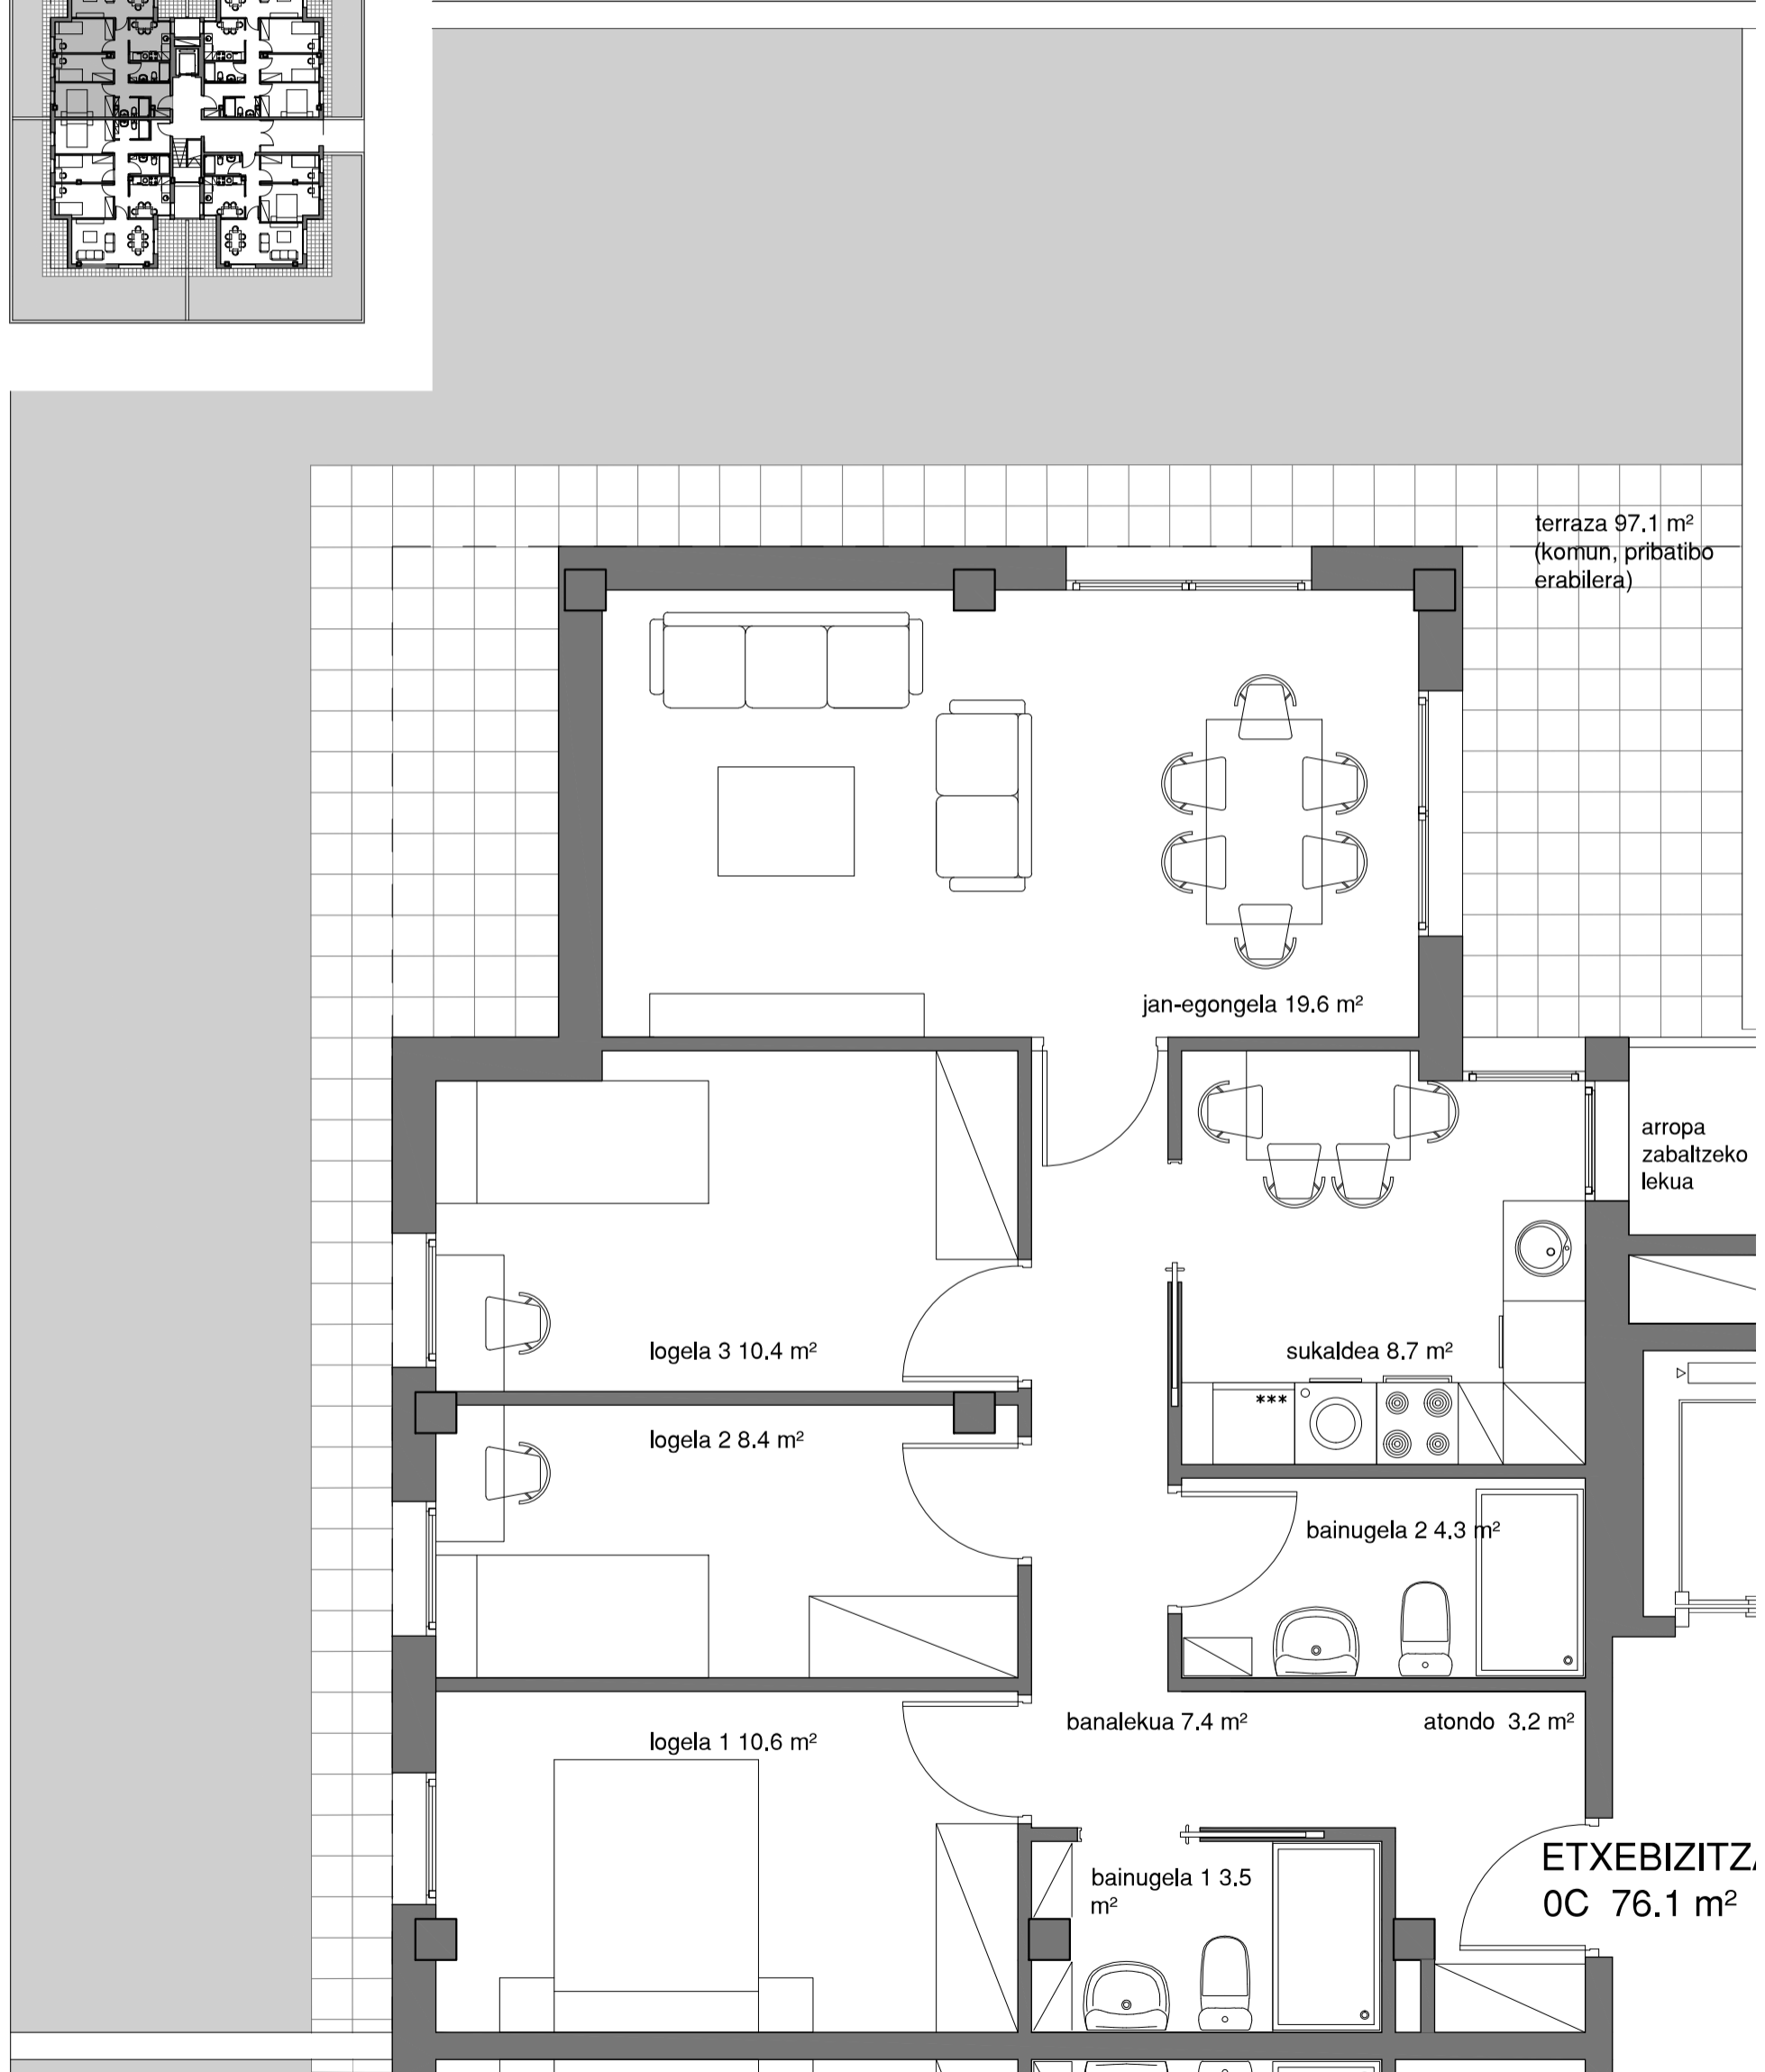 terraza 97.1 m²
(komun, pribatibo
erabilera)
jan-egongela 19.6 m²
arropa
zabaltzeko
lekua
logela 3 10.4 m²
sukaldea 8.7 m²
***
logela 2 8.4 m²
bainugela 2 4.3 m²
banalekua 7.4 m²
atondo 3.2 m²
logela 1 10.6 m²
bainugela 1 3.5
m²
ETXEBIZITZA
0C 76.1 m²